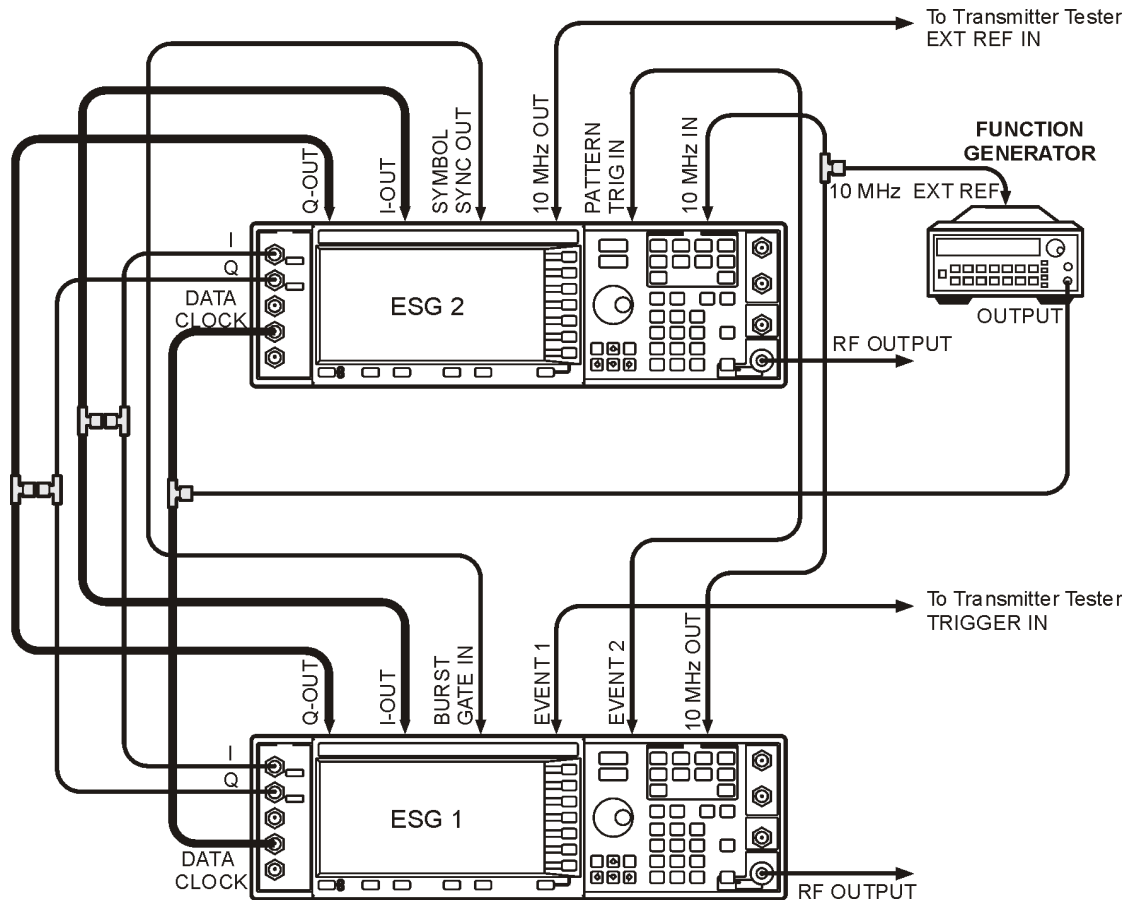 To Transmitter Tester
EXT REF IN
Q-OUT
I-OUT
SYMBOL
SYNC OUT
10 MHz OUT
PATTERN
TRIG IN
10 MHz IN
FUNCTION
GENERATOR
10 MHz EXT REF
I
Q
DATA
CLOCK
ESG 2
OUTPUT
RF OUTPUT
To Transmitter Tester
TRIGGER IN
Q-OUT
I-OUT
BURST
GATE IN
EVENT 1
EVENT 2
10 MHz OUT
I
Q
ESG 1
DATA
CLOCK
RF OUTPUT